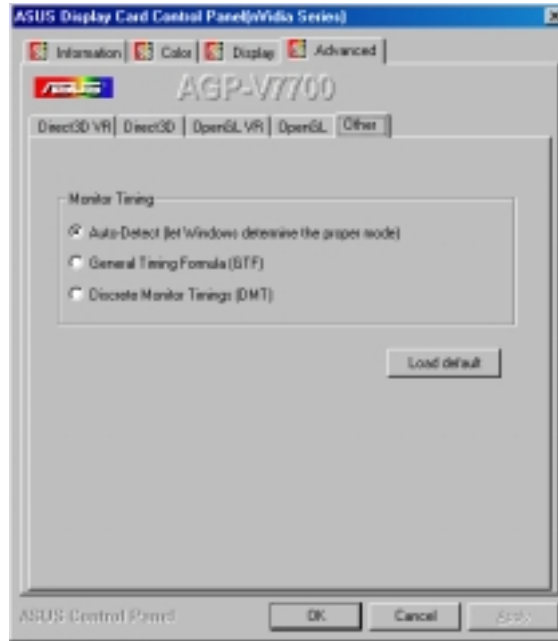 ASUS Display Card Control Panel(nVidia Series)
Information Color Display Advanced
ASUS AGP-V7700
Direct3D VR Direct3D OpenGL VR OpenGL Other
Monitor Timing
Auto-Detect (let Windows determine the proper mode)
General Timing Formula (GTF)
Discrete Monitor Timings (DMT)
Load default
ASUS Control Panel OK Cancel Apply